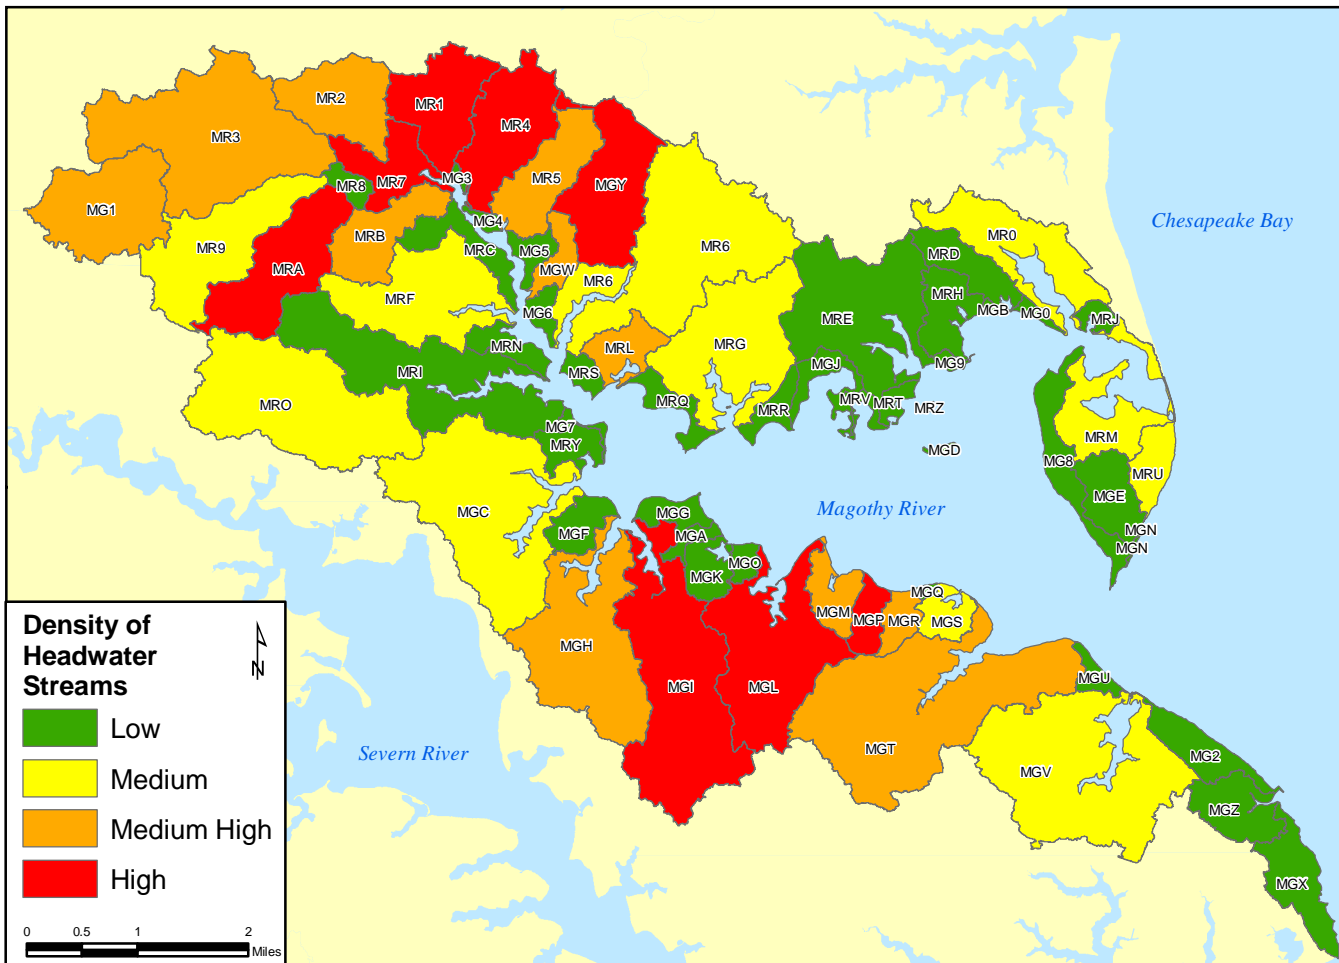 MR2
MR1
MR4
MR3
MR5
MG3
MR8
MR7
MGY
MG1
MG4
MRB
MRC
MG5
MR9
MR6
MRA
MGW
MR6
MRF
MG6
MRN
MRL
MRI
MRS
MRQ
MRG
MRO
MG7
MRY
MR0
MRD
MRH
MGB
MG0
MRJ
MRE
MGJ
MG9
MRV
MRT
MRZ
MRR
MGD
MRM
MG8
MRU
MGE
MGN
MGN
Chesapeake Bay
Magothy River
MGC
MGG
MGF
MGA
MGK
MGO
MGQ
MGM
MGP
MGR
MGS
MGH
MGI
MGL
MGU
MGT
MGV
MG2
MGZ
MGX
Severn River
Density of
Headwater
Streams
N
Low
Medium
Medium High
High
0 0.5 1 2
Miles